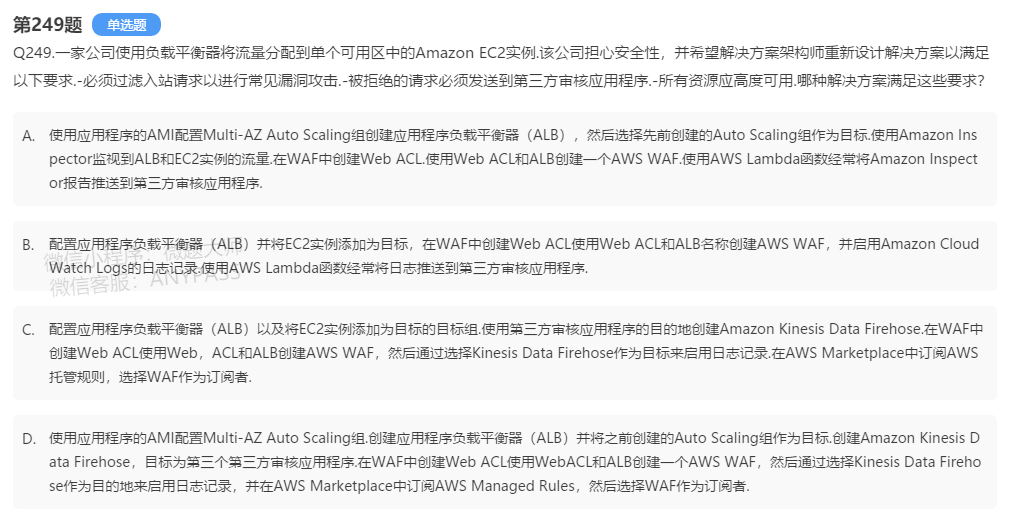 第249题 单选题
Q249.一家公司使用负载平衡器将流量分配到单个可用区中的Amazon EC2实例.该公司担心安全性，并希望解决方案架构师重新设计解决方案以满足
以下要求.-必须过滤入站请求以进行常见漏洞攻击.-被拒绝的请求必须发送到第三方审核应用程序.-所有资源应高度可用.哪种解决方案满足这些要求?
A. 使用应用程序的AMI配置Multi-AZ Auto Scaling组创建应用程序负载平衡器（ALB），然后选择先前创建的Auto Scaling组作为目标.使用Amazon Ins
pector监视到ALB和EC2实例的流量.在WAF中创建Web ACL.使用Web ACL和ALB创建一个AWS WAF.使用AWS Lambda函数经常将Amazon Inspect
or报告推送到第三方审核应用程序.
B. 配置应用程序负载平衡器（ALB）并将EC2实例添加为目标，在WAF中创建Web ACL使用Web ACL和ALB名称创建AWS WAF，并启用Amazon Cloud
Watch Logs的日志记录.使用AWS Lambda函数经常将日志推送到第三方审核应用程序.
微信小程序：微题大师
微信客服：ANYPASS
C. 配置应用程序负载平衡器（ALB）以及将EC2实例添加为目标的目标组.使用第三方审核应用程序的目的地创建Amazon Kinesis Data Firehose.在WAF中
创建Web ACL使用Web，ACL和ALB创建AWS WAF，然后通过选择Kinesis Data Firehose作为目标来启用日志记录.在AWS Marketplace中订阅AWS
托管规则，选择WAF作为订阅者.
D. 使用应用程序的AMI配置Multi-AZ Auto Scaling组.创建应用程序负载平衡器（ALB）并将之前创建的Auto Scaling组作为目标.创建Amazon Kinesis D
ata Firehose，目标为第三个第三方审核应用程序.在WAF中创建Web ACL使用WebACL和ALB创建一个AWS WAF，然后通过选择Kinesis Data Fireho
se作为目的地来启用日志记录，并在AWS Marketplace中订阅AWS Managed Rules，然后选择WAF作为订阅者.